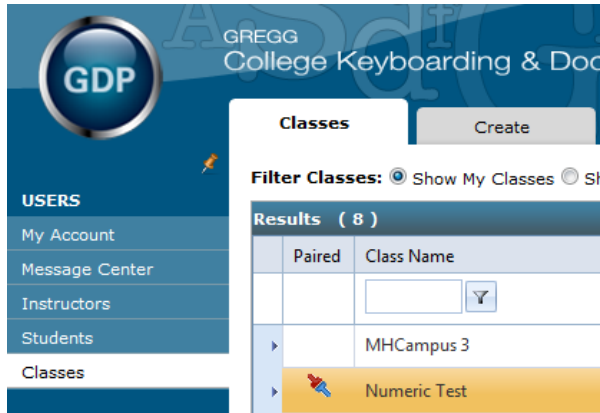 GDP
GREGG
College Keyboarding & Doc
Classes
Create
Filter Classes: Show My Classes Sh
USERS
My Account
Message Center
Instructors
Students
Classes
Results ( 8 )
Paired Class Name
MHCampus 3
Numeric Test